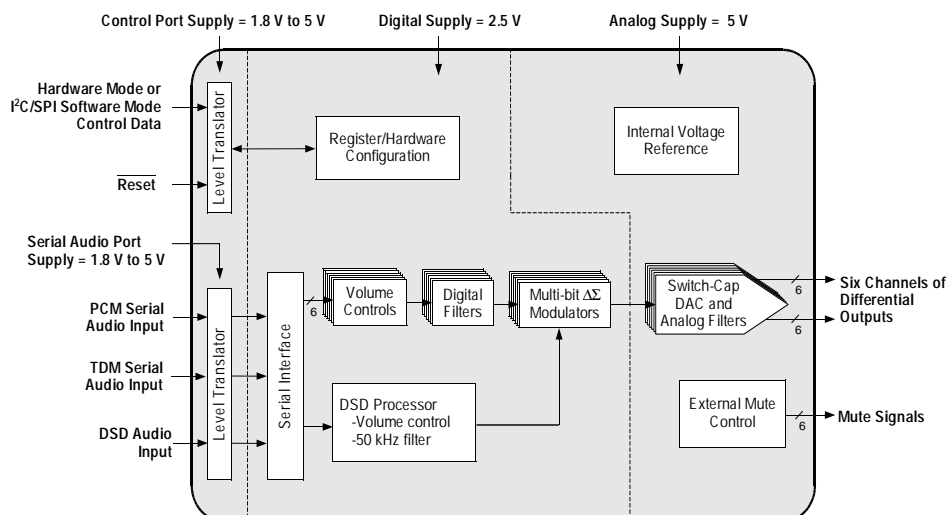 Control Port Supply = 1.8 V to 5 V
Digital Supply = 2.5 V
Analog Supply = 5 V
Hardware Mode or
I²C/SPI Software Mode
Control Data
Reset
Level Translator
Register/Hardware
Configuration
Internal Voltage
Reference
Serial Audio Port
Supply = 1.8 V to 5 V
PCM Serial
Audio Input
TDM Serial
Audio Input
DSD Audio
Input
Level Translator
Serial Interface
6
Volume
Controls
Digital
Filters
Multi-bit ΔΣ
Modulators
Switch-Cap
DAC and
Analog Filters
6
6
Six Channels of
Differential
Outputs
DSD Processor
-Volume control
-50 kHz filter
External Mute
Control
6
Mute Signals